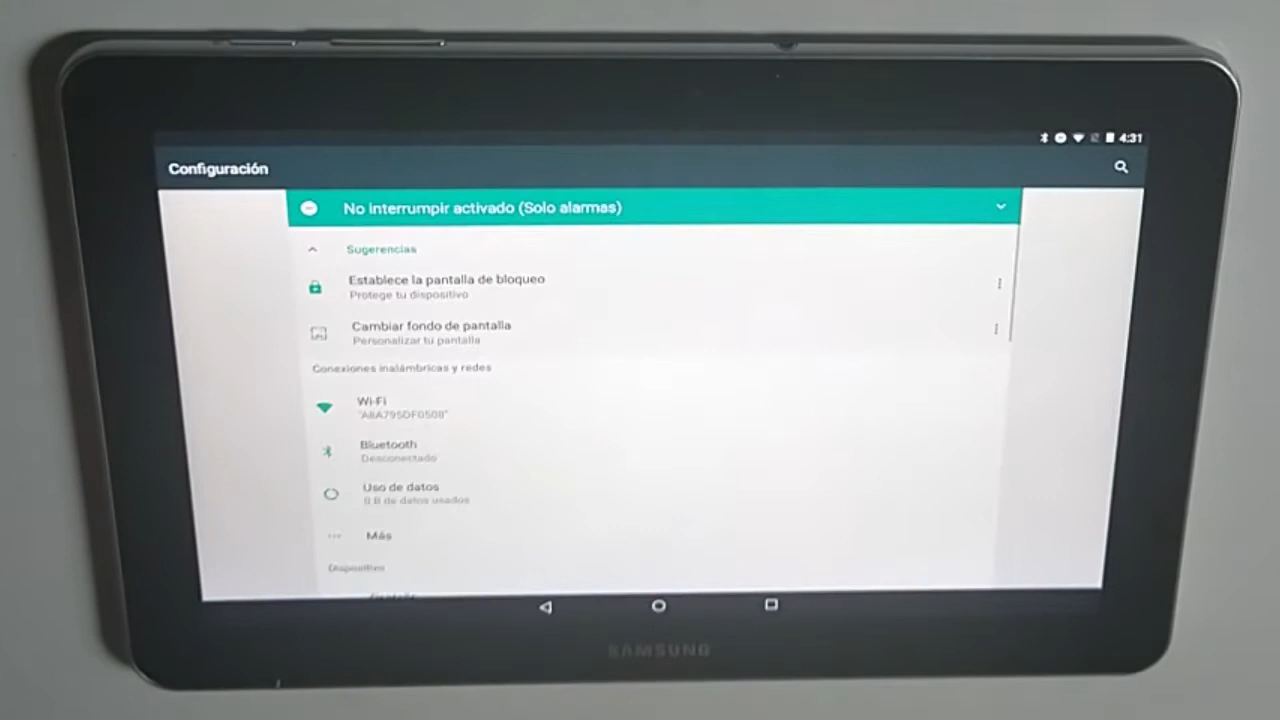 4:31
Configuración
No interrumpir activado (Solo alarmas)
Sugerencias
Establece la pantalla de bloqueo
Protege tu dispositivo
Cambiar fondo de pantalla
Personalizar tu pantalla
Conexiones inalámbricas y redes
Wi-Fi
Bluetooth
Desconectado
Uso de datos
0 B de datos usados
Más
Dispositivo
SAMSUNG